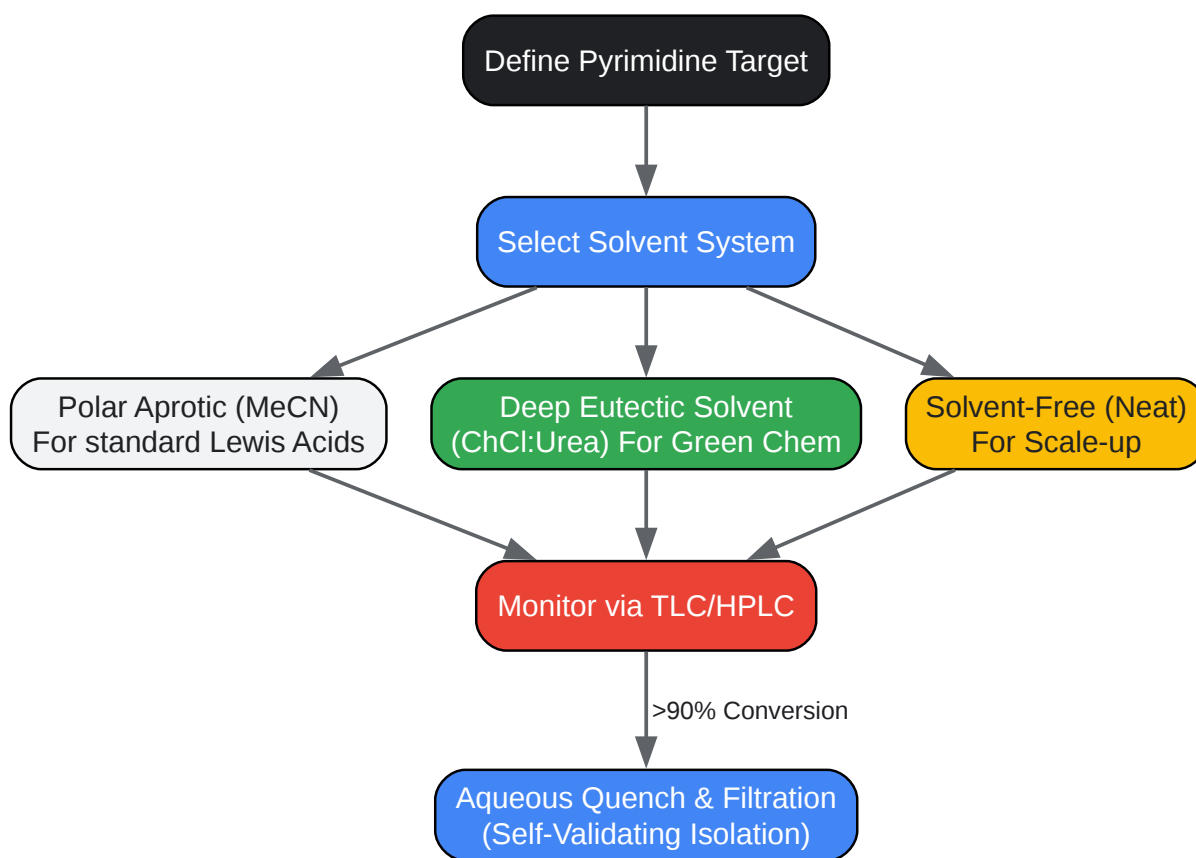 Define Pyrimidine Target
Select Solvent System
Polar Aprotic (MeCN)
For standard Lewis Acids
Deep Eutectic Solvent
(ChCl:Urea) For Green Chem
Solvent-Free (Neat)
For Scale-up
Monitor via TLC/HPLC
>90% Conversion
Aqueous Quench & Filtration
(Self-Validating Isolation)